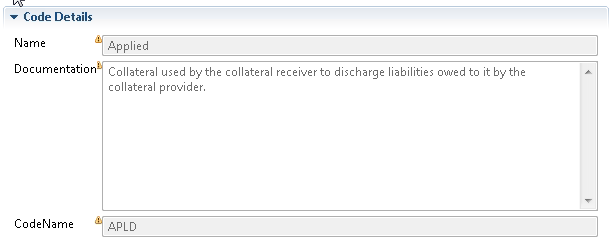 Code Details
Name
Applied
Documentation
Collateral used by the collateral receiver to discharge liabilities owed to it by the
collateral provider.
CodeName
APLD